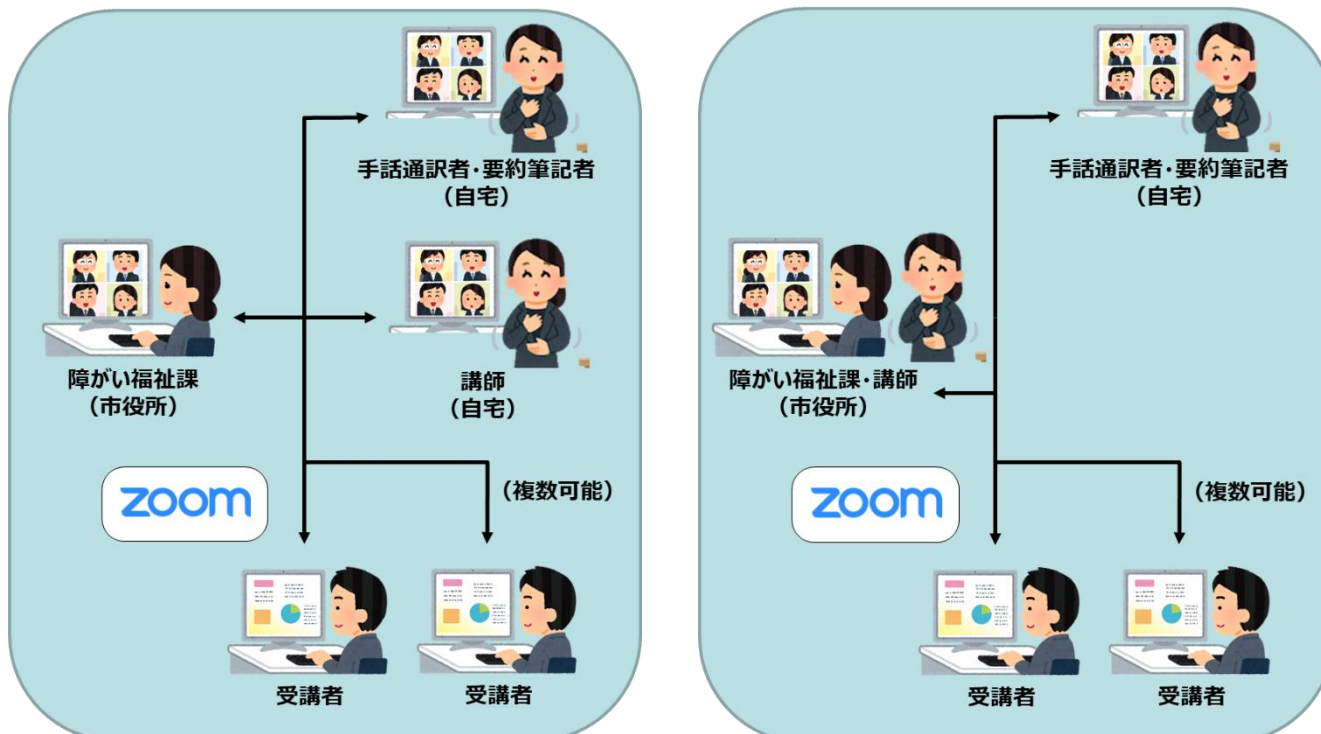 手話通訳者・要約筆記者
(自宅)
障がい福祉課
(市役所)
講師
(自宅)
(複数可能)
zoom
受講者
受講者
手話通訳者・要約筆記者
(自宅)
障がい福祉課・講師
(市役所)
(複数可能)
zoom
受講者
受講者